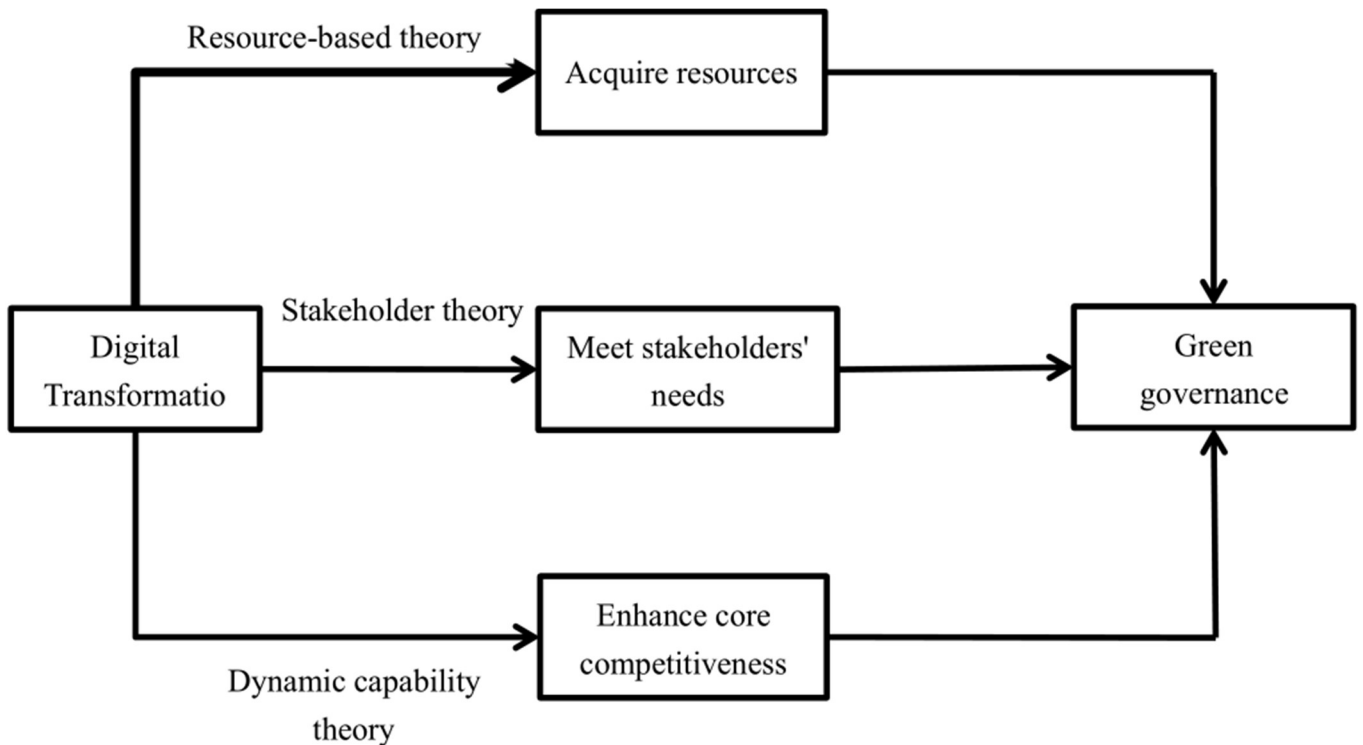 Resource-based theory
Acquire resources
Stakeholder theory
Digital
Transformatio
Meet stakeholders'
needs
Green
governance
Enhance core
competitiveness
Dynamic capability
theory